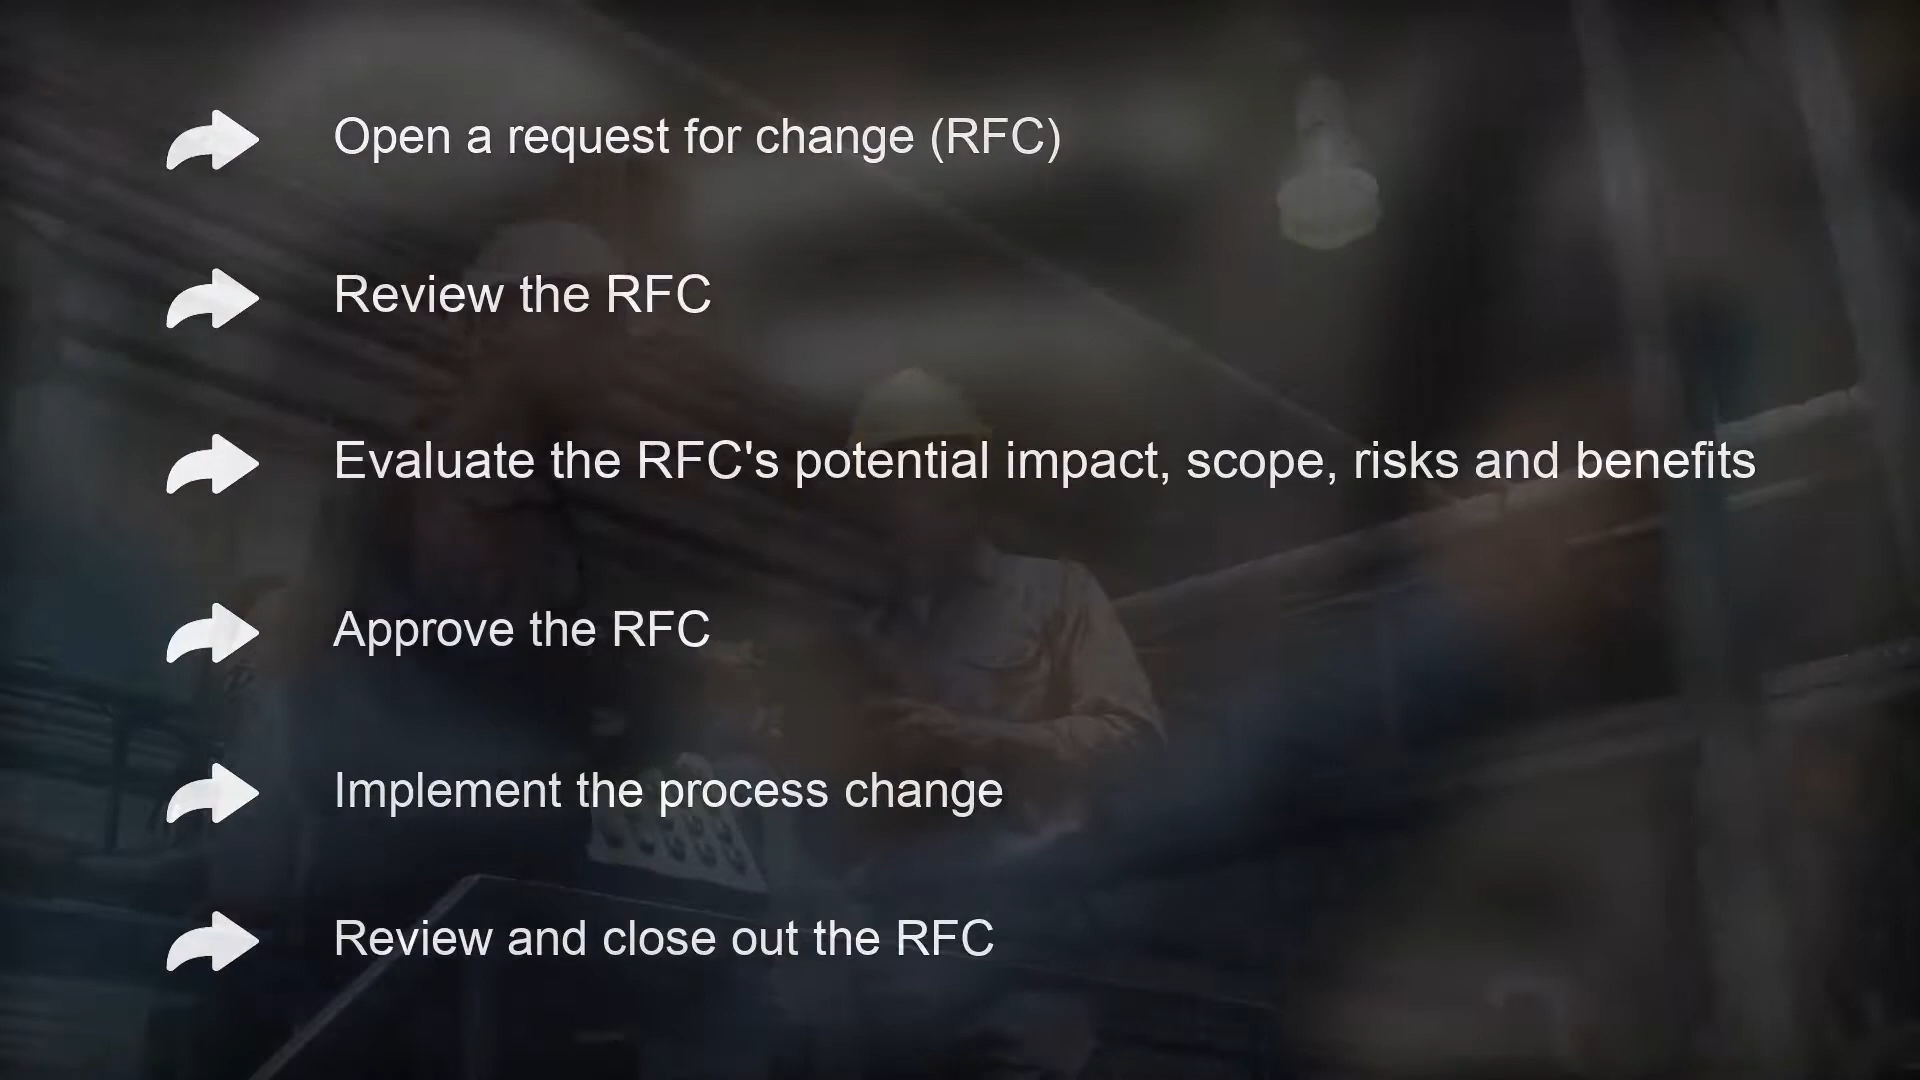 Open a request for change (RFC)
Review the RFC
Evaluate the RFC's potential impact, scope, risks and benefits
Approve the RFC
Implement the process change
Review and close out the RFC